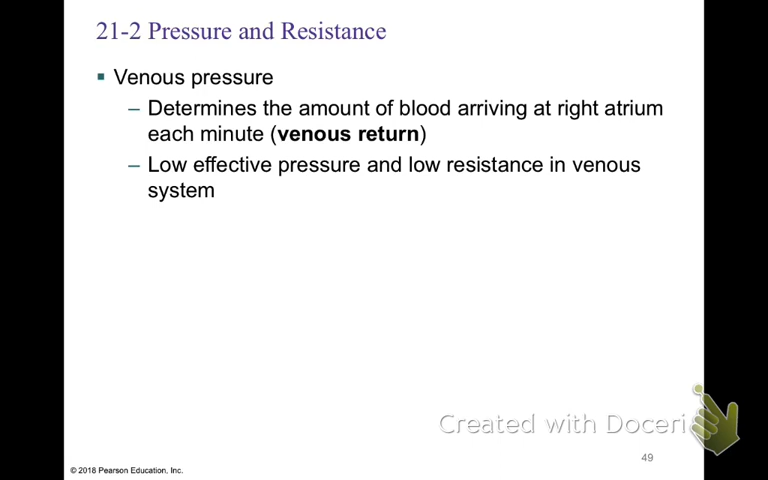 21-2 Pressure and Resistance
▪ Venous pressure
– Determines the amount of blood arriving at right atrium
each minute (venous return)
– Low effective pressure and low resistance in venous
system
Created with Doceri
49
© 2018 Pearson Education, Inc.